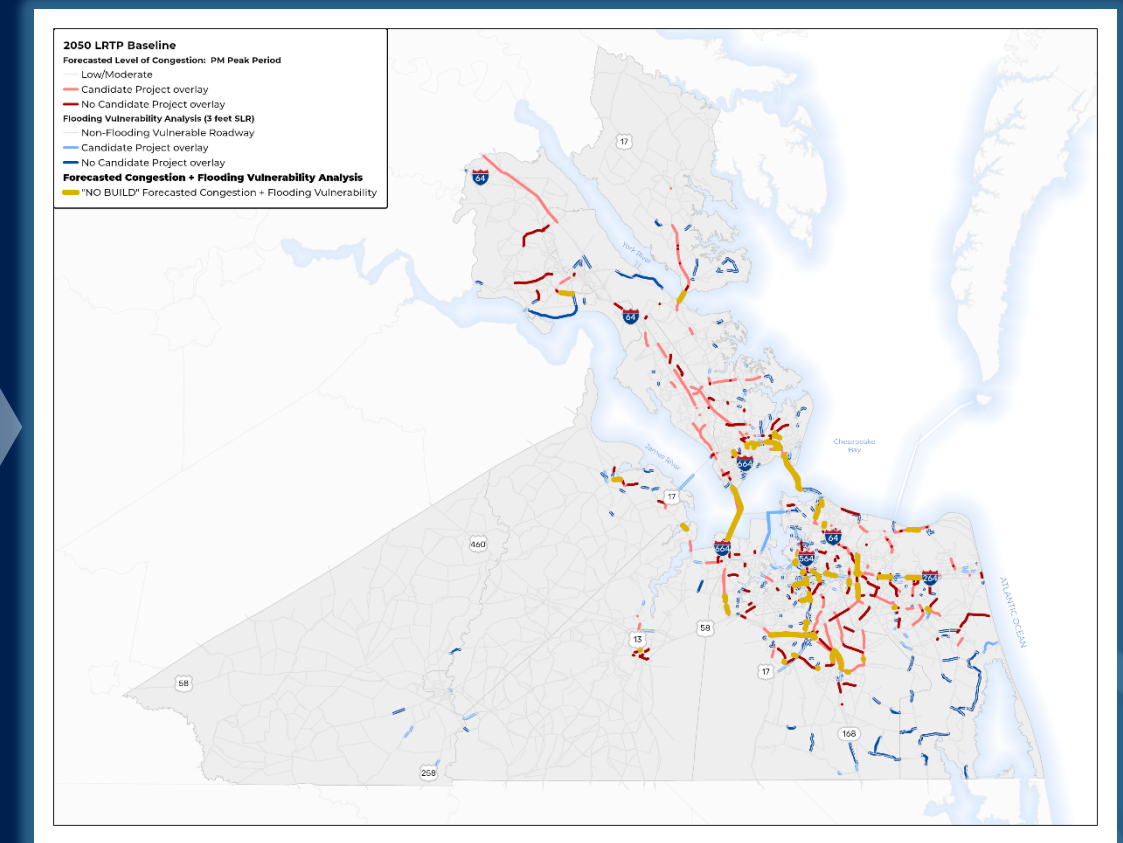 2050 LRTP Baseline
Forecasted Level of Congestion: PM Peak Period
Low/Moderate
Candidate Project overlay
No Candidate Project overlay
Flooding Vulnerability Analysis (3 feet SLR)
Non-Flooding Vulnerable Roadway
Candidate Project overlay
No Candidate Project overlay
Forecasted Congestion + Flooding Vulnerability Analysis
"NO BUILD" Forecasted Congestion + Flooding Vulnerability
17
64
York River
64
Chesapeake
Bay
James River
664
17
64
460
664
564
264
ATLANTIC OCEAN
58
13
17
58
168
258